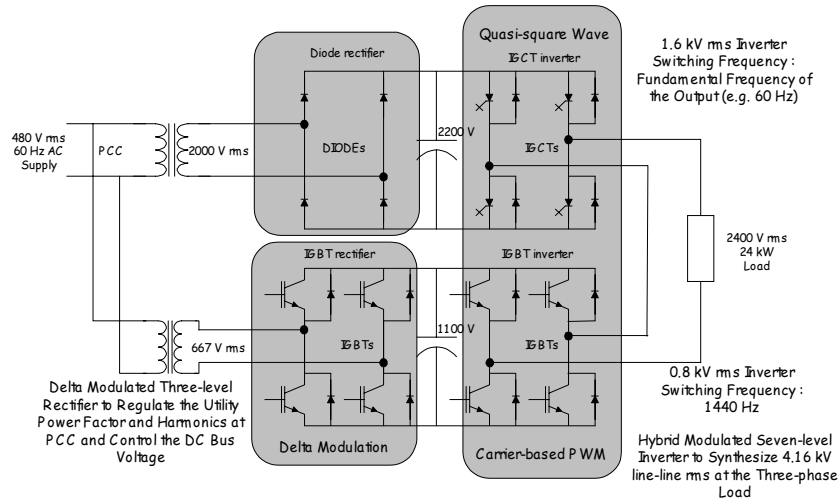 Diode rectifier
Quasi-square Wave
IGCT inverter
1.6 kV rms Inverter
Switching Frequency :
Fundamental Frequency of
the Output (e.g. 60 Hz)
480 V rms
60 Hz AC
Supply
PCC
2000 V rms
DIODEs
2200 V
IGCTs
2400 V rms
24 kW
Load
IGBT rectifier
IGBT inverter
667 V rms
IGBTs
1100 V
IGBTs
Delta Modulated Three-level
Rectifier to Regulate the Utility
Power Factor and Harmonics at
PCC and Control the DC Bus
Voltage
Delta Modulation
Carrier-based PWM
0.8 kV rms Inverter
Switching Frequency :
1440 Hz
Hybrid Modulated Seven-level
Inverter to Synthesize 4.16 kV
line-line rms at the Three-phase
Load